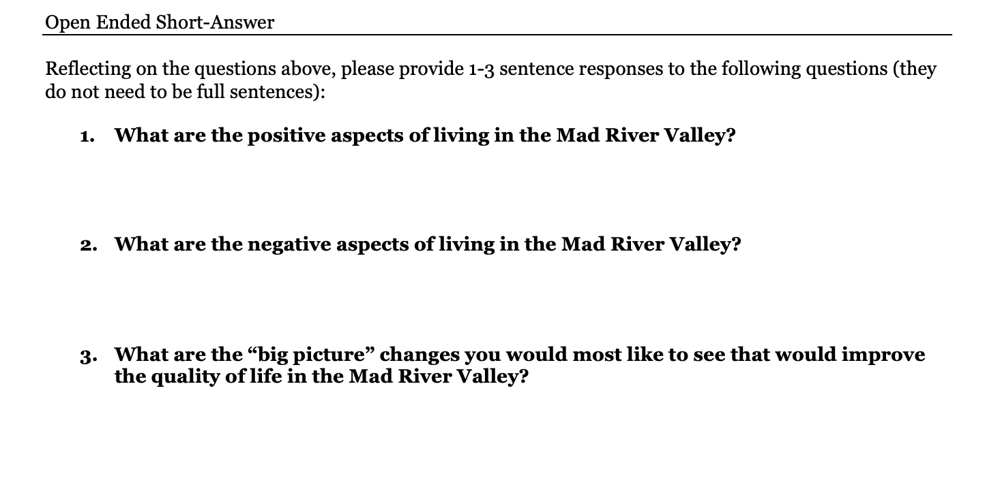 Open Ended Short-Answer
Reflecting on the questions above, please provide 1-3 sentence responses to the following questions (they
do not need to be full sentences):
1. What are the positive aspects of living in the Mad River Valley?
2. What are the negative aspects of living in the Mad River Valley?
3. What are the “big picture” changes you would most like to see that would improve
the quality of life in the Mad River Valley?